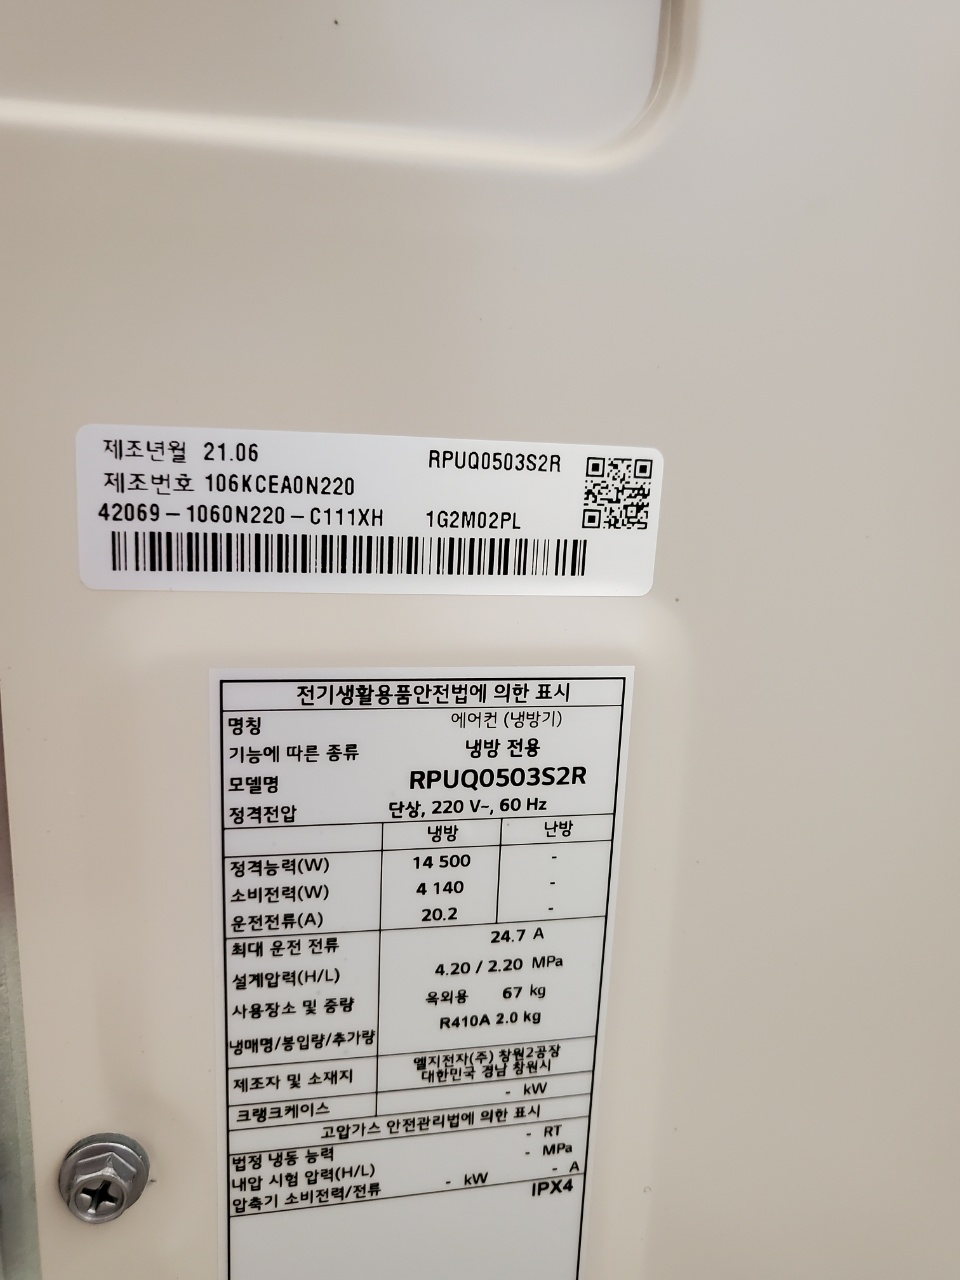 제조년월 21.06
RPUQ0503S2R
제조번호 106KCEA0N220
42069-1060N220-C111XH 1G2M02PL
전기생활용품안전법에 의한 표시
명칭 에어컨 (냉방기)
기능에 따른 종류 냉방 전용
모델명 RPUQ0503S2R
정격전압 단상, 220 V~, 60 Hz
냉방 난방
정격능력(W) 14 500 -
소비전력(W) 4 140 -
운전전류(A) 20.2 -
최대 운전 전류 24.7 A
설계압력(H/L) 4.20 / 2.20 MPa
사용장소 및 중량 옥외용 67 kg
냉매명/봉입량/추가량 R410A 2.0 kg
제조자 및 소재지 엘지전자(주) 창원2공장
대한민국 경남 창원시
크랭크케이스 - kW
고압가스 안전관리법에 의한 표시
법정 냉동 능력 - RT
내압 시험 압력(H/L) - MPa
압축기 소비전력/전류 - kW - A
IPX4